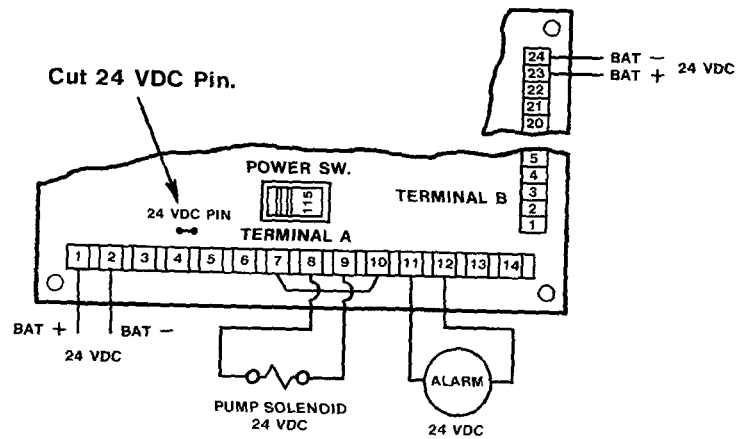 24
23
22
21
20
BAT –
BAT + 24 VDC
Cut 24 VDC Pin.
5
4
3
2
1
TERMINAL B
POWER SW.
115
24 VDC PIN
TERMINAL A
1 2 3 4 5 6 7 8 9 10 11 12 13 14
BAT + BAT –
24 VDC
PUMP SOLENOID
24 VDC
ALARM
24 VDC